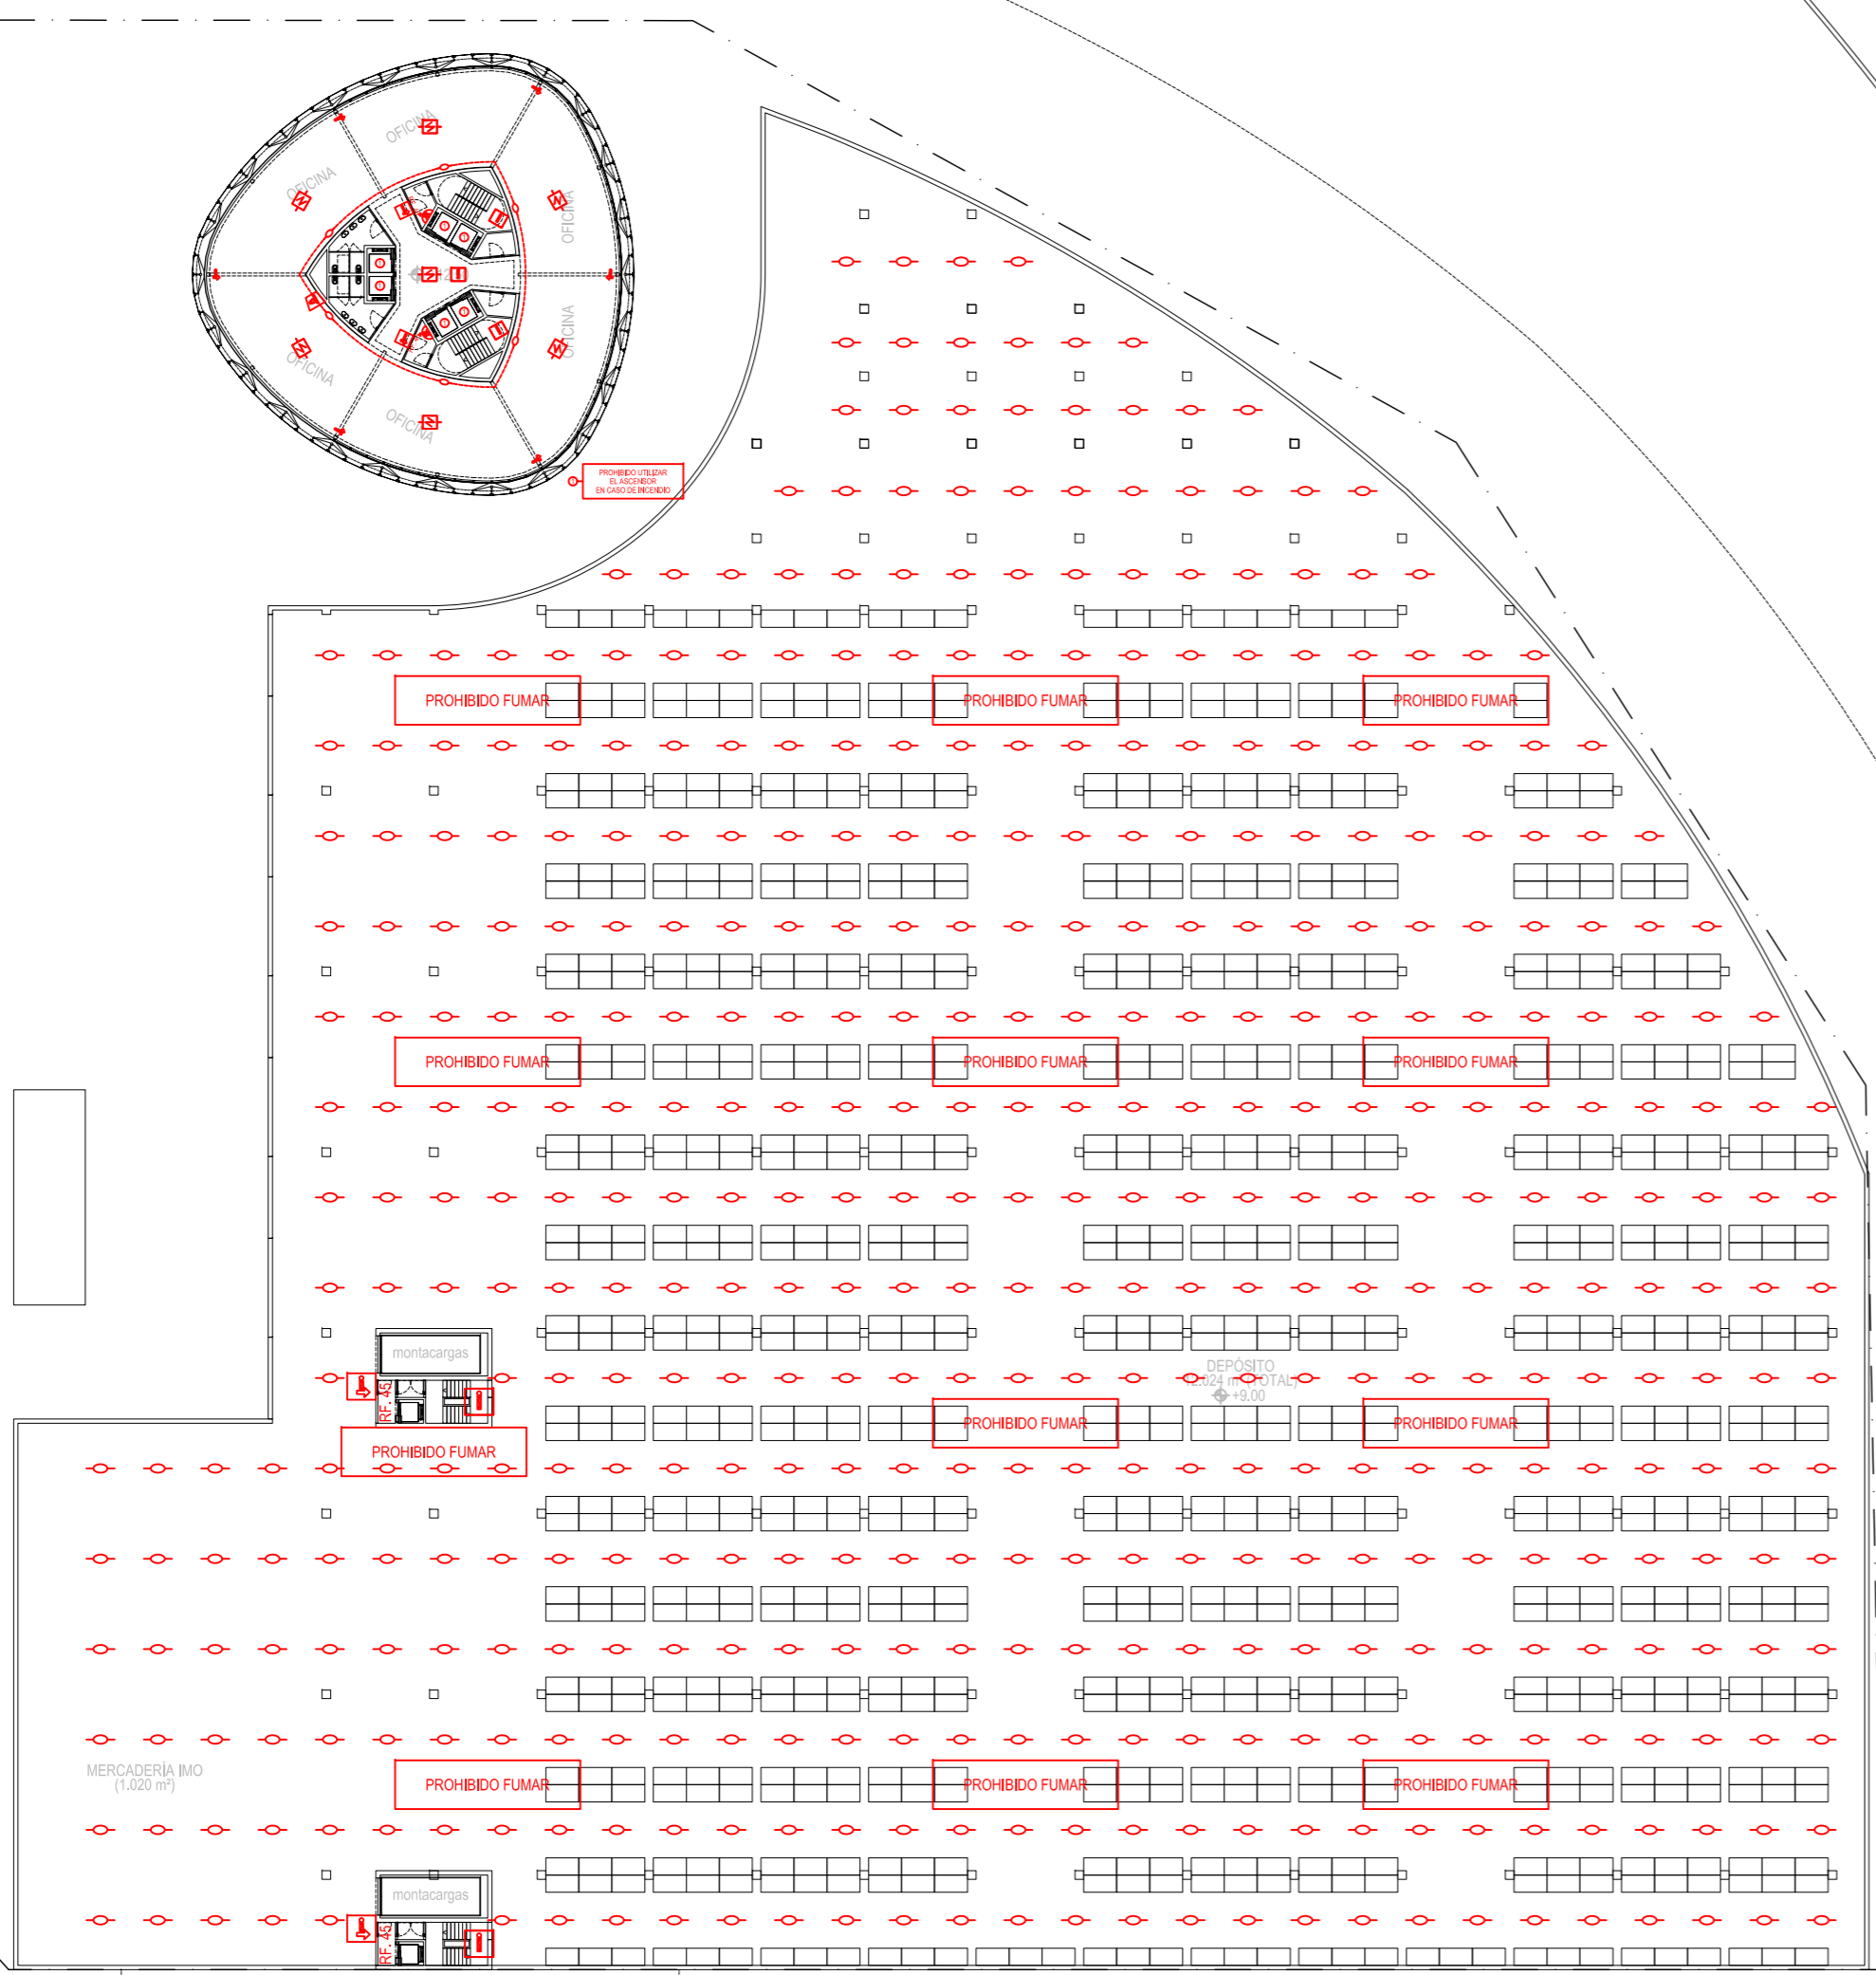 OFICINA
OFICINA
OFICINA
OFICINA
OFICINA
OFICINA
PROHIBIDO UTILIZAR
EL ASCENSOR
EN CASO DE INCENDIO
PROHIBIDO FUMAR
PROHIBIDO FUMAR
PROHIBIDO FUMAR
PROHIBIDO FUMAR
PROHIBIDO FUMAR
PROHIBIDO FUMAR
montacargas
RF. 45
DEPÓSITO
(TOTAL)
+9.00
PROHIBIDO FUMAR
PROHIBIDO FUMAR
PROHIBIDO FUMAR
MERCADERÍA IMO
(1.020 m²)
PROHIBIDO FUMAR
PROHIBIDO FUMAR
PROHIBIDO FUMAR
montacargas
RF. 45